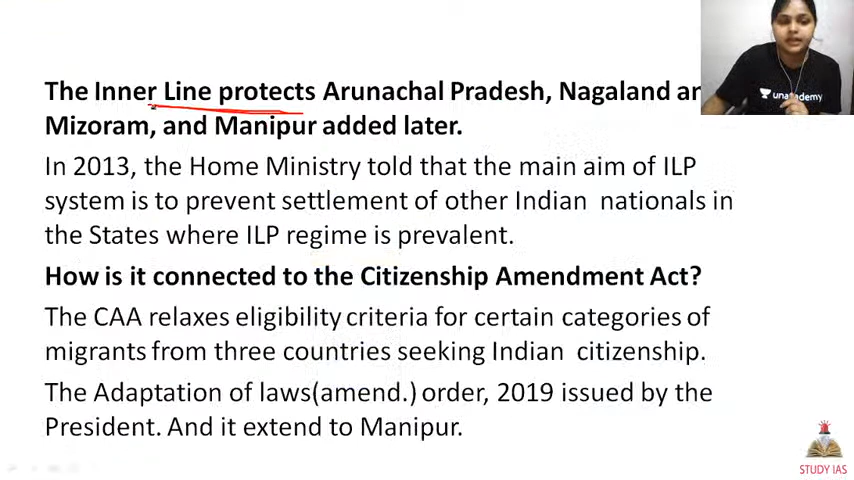 The Inner Line protects Arunachal Pradesh, Nagaland
Mizoram, and Manipur added later.
In 2013, the Home Ministry told that the main aim of ILP
system is to prevent settlement of other Indian nationals in
the States where ILP regime is prevalent.
How is it connected to the Citizenship Amendment Act?
The CAA relaxes eligibility criteria for certain categories of
migrants from three countries seeking Indian citizenship.
The Adaptation of laws(amend.) order, 2019 issued by the
President. And it extend to Manipur.
unacademy
STUDY IAS